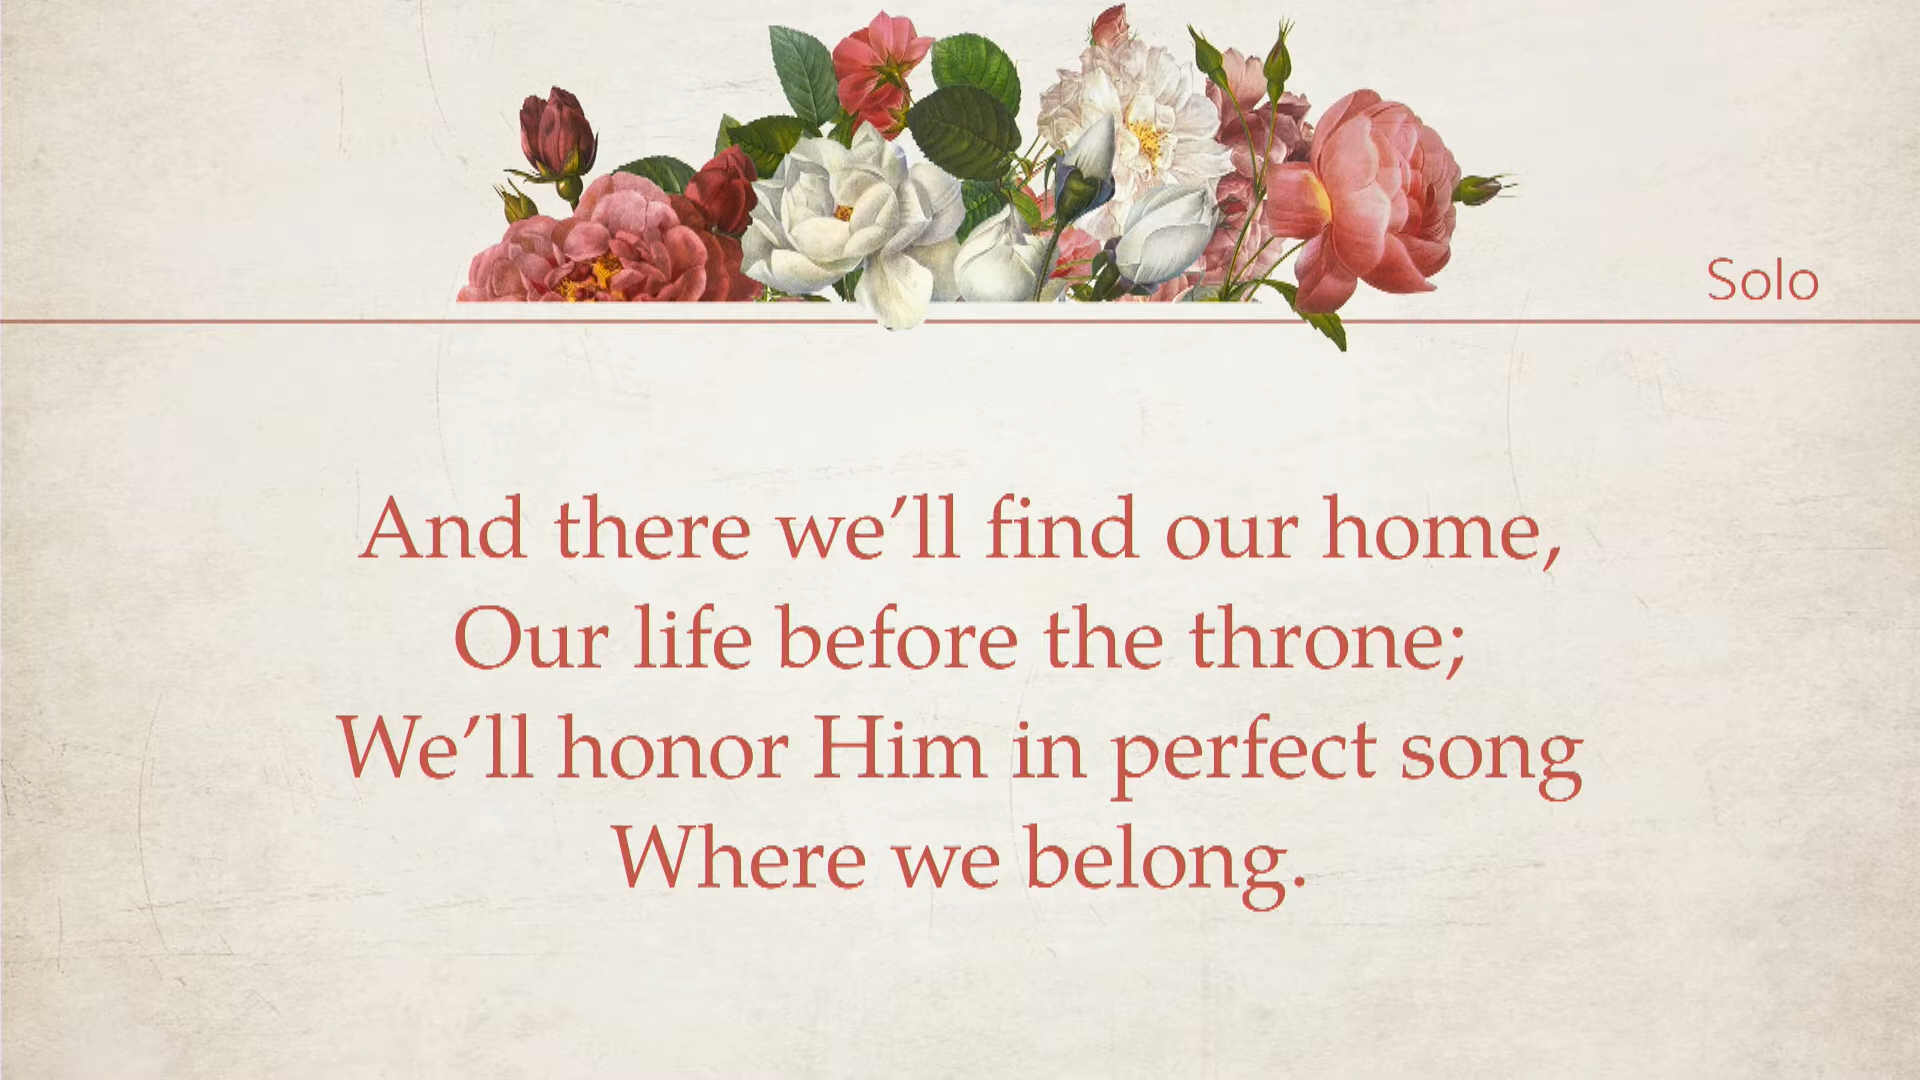 Solo
And there we’ll find our home,
Our life before the throne;
We’ll honor Him in perfect song
Where we belong.